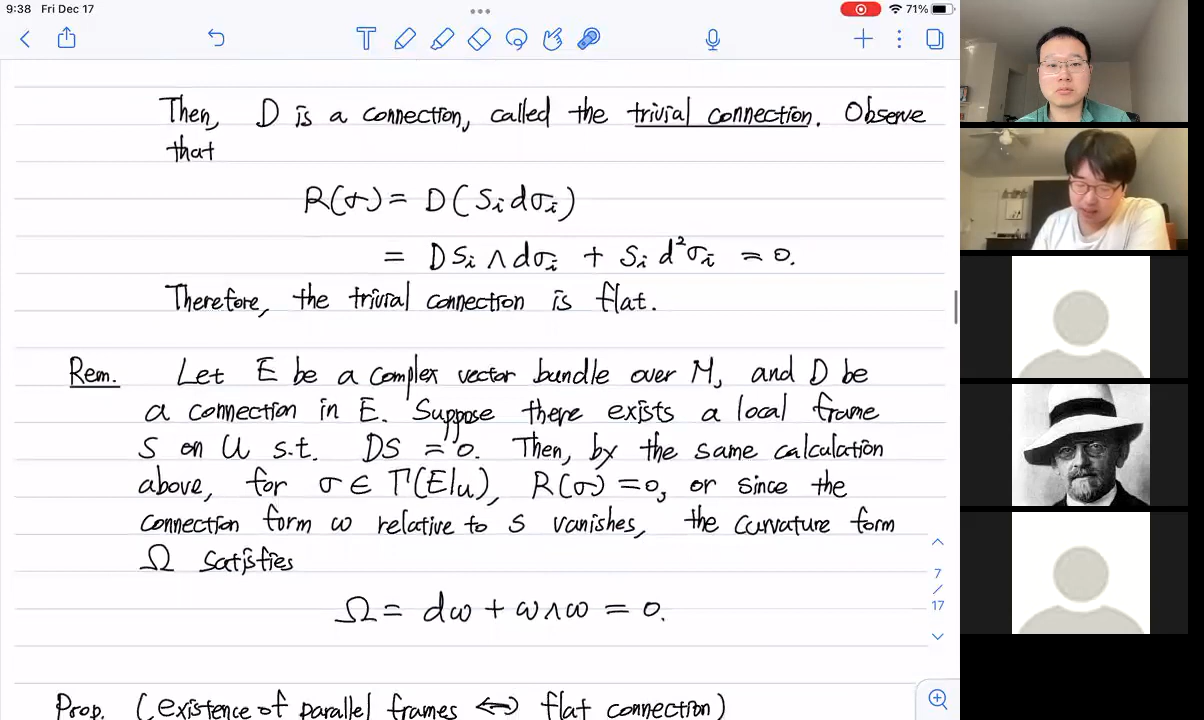 9:38 Fri Dec 17
71%
Then, D is a connection, called the trivial connection. Observe
that
R(σ) = D(s_i dσ_i)
= Ds_i ∧ dσ_i + s_i d²σ_i = 0.
Therefore, the trivial connection is flat.
Rem. Let E be a complex vector bundle over M, and D be
a connection in E. Suppose there exists a local frame
s on U s.t. Ds = 0. Then, by the same calculation
above, for σ ∈ Γ(E|u), R(σ) = 0, or since the
connection form ω relative to s vanishes, the curvature form
Ω satisfies
Ω = dω + ω∧ω = 0.
7
/
17
Prop. (existence of parallel frames ⟺ flat connection)